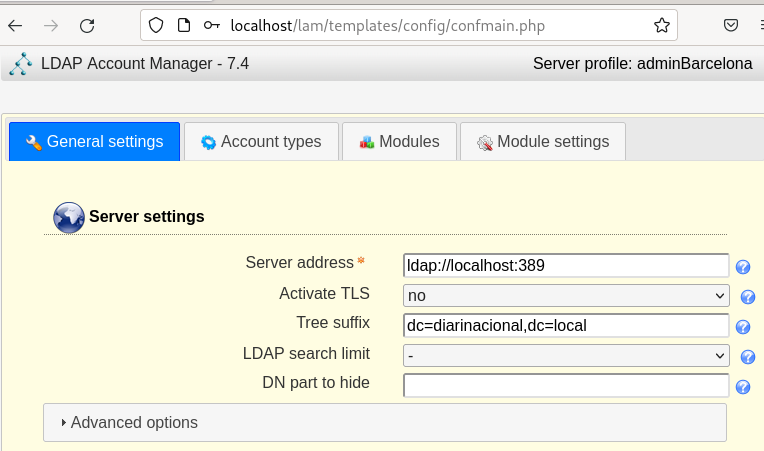 localhost/lam/templates/config/confmain.php
LDAP Account Manager - 7.4 Server profile: adminBarcelona
General settings Account types Modules Module settings
Server settings
Server address * ldap://localhost:389
Activate TLS no
Tree suffix dc=diarinacional,dc=local
LDAP search limit -
DN part to hide
Advanced options